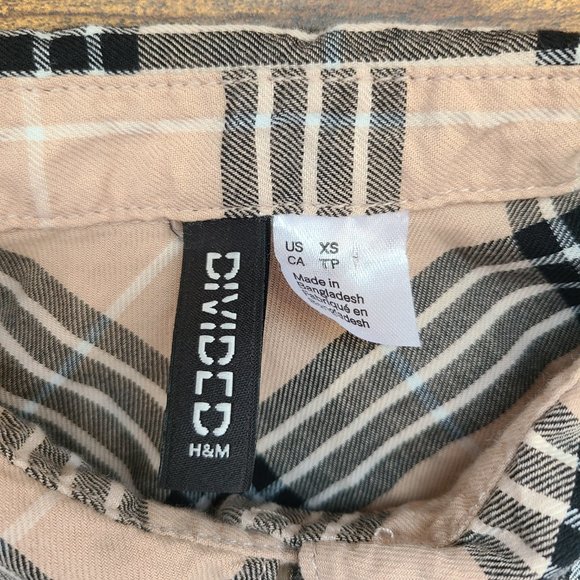 DIVIDED
H&M
US XS
CA TP
Made in
Bangladesh
Fabriqué en
Bangladesh